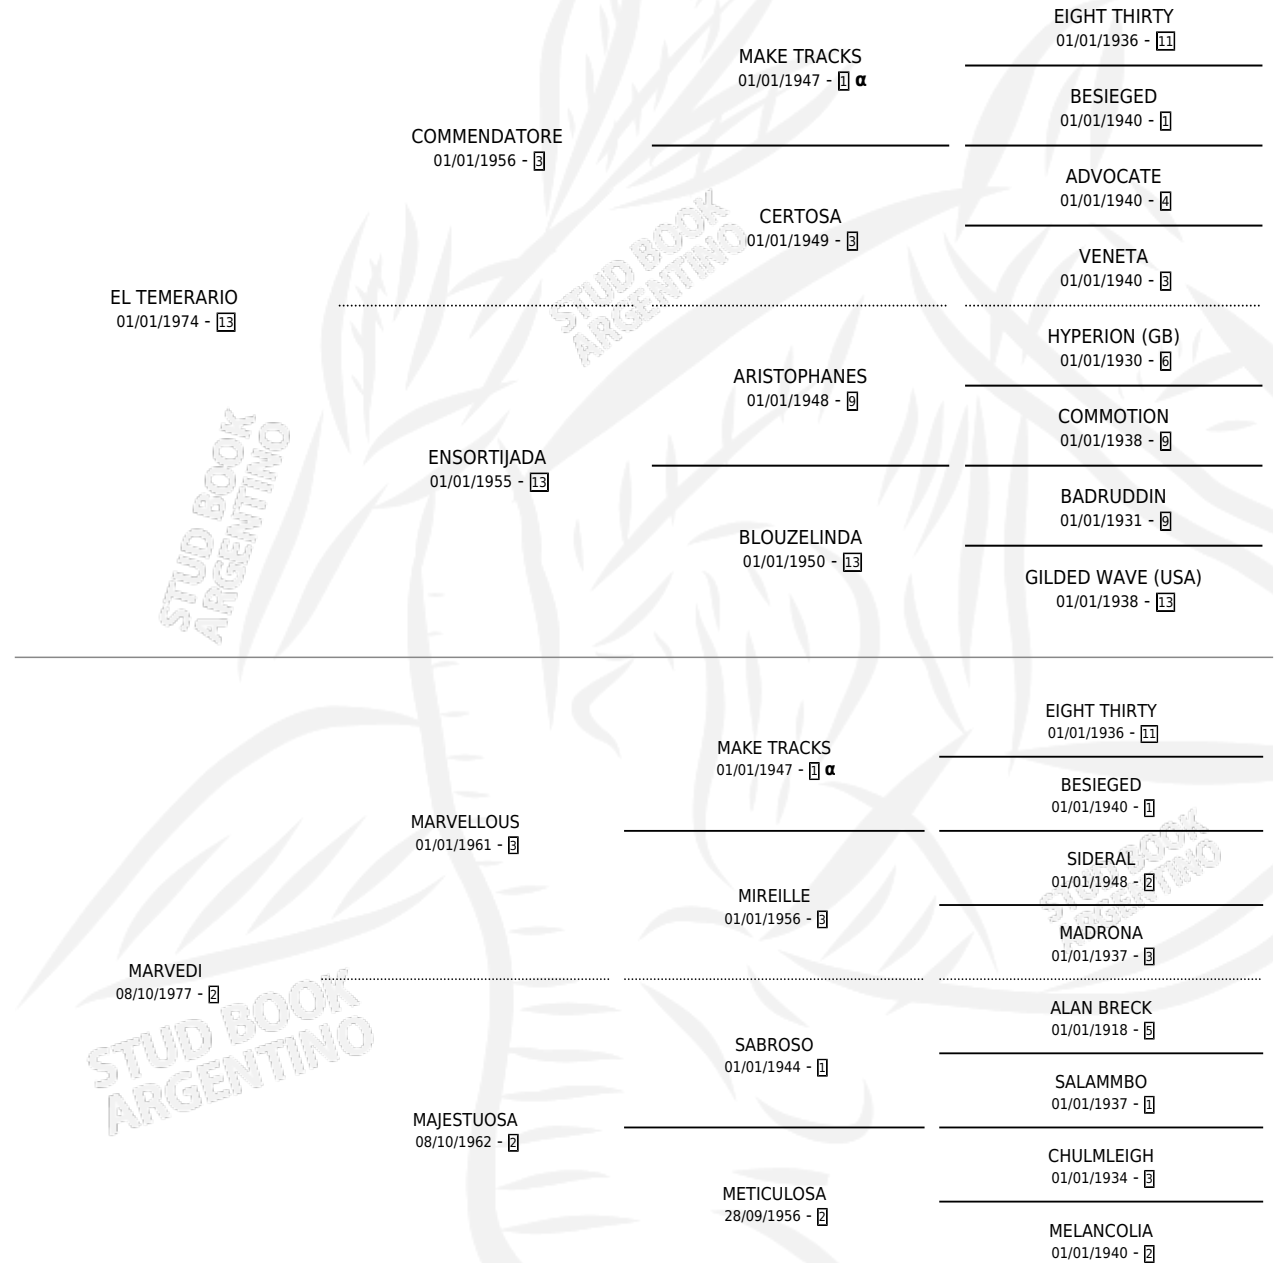 EIGHT THIRTY
01/01/1936 - 11
MAKE TRACKS
01/01/1947 - 1 α
BESIEGED
01/01/1940 - 1
COMMENDATORE
01/01/1956 - 3
ADVOCATE
01/01/1940 - 4
CERTOSA
01/01/1949 - 3
VENETA
01/01/1940 - 3
EL TEMERARIO
01/01/1974 - 13
HYPERION (GB)
01/01/1930 - 6
ARISTOPHANES
01/01/1948 - 9
COMMOTION
01/01/1938 - 9
ENSORTIJADA
01/01/1955 - 13
BADRUDDIN
01/01/1931 - 9
BLOUZELINDA
01/01/1950 - 13
GILDED WAVE (USA)
01/01/1938 - 13
EIGHT THIRTY
01/01/1936 - 11
MAKE TRACKS
01/01/1947 - 1 α
BESIEGED
01/01/1940 - 1
MARVELLOUS
01/01/1961 - 3
SIDERAL
01/01/1948 - 2
MIREILLE
01/01/1956 - 3
MADRONA
01/01/1937 - 3
MARVEDI
08/10/1977 - 2
ALAN BRECK
01/01/1918 - 5
SABROSO
01/01/1944 - 1
SALAMMBO
01/01/1937 - 1
MAJESTUOSA
08/10/1962 - 2
CHULMLEIGH
01/01/1934 - 3
METICULOSA
28/09/1956 - 2
MELANCOLIA
01/01/1940 - 2
STUD BOOK
ARGENTINO
STUD BOOK
ARGENTINO
STUD BOOK
ARGENTINO
STUD BOOK
ARGENTINO